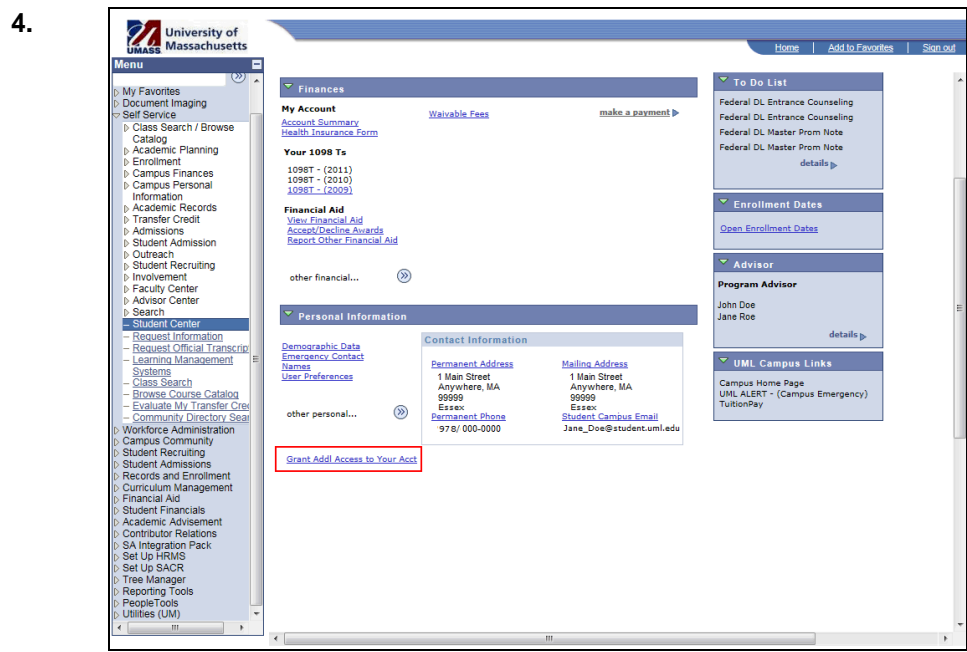 4.
University of
Massachusetts
UMASS
Home | Add to Favorites | Sign out
Menu
My Favorites
Document Imaging
Self Service
Class Search / Browse
Catalog
Academic Planning
Enrollment
Campus Finances
Campus Personal
Information
Academic Records
Transfer Credit
Admissions
Student Admission
Outreach
Student Recruiting
Involvement
Faculty Center
Advisor Center
Search
– Student Center
– Request Information
– Request Official Transcrip
– Learning Management
Systems
– Class Search
– Browse Course Catalog
– Evaluate My Transfer Cre
– Community Directory Sear
Workforce Administration
Campus Community
Student Recruiting
Student Admissions
Records and Enrollment
Curriculum Management
Financial Aid
Student Financials
Academic Advisement
Contributor Relations
SA Integration Pack
Set Up HRMS
Set Up SACR
Tree Manager
Reporting Tools
PeopleTools
Utilities (UM)
Finances
My Account
Account Summary
Health Insurance Form
Waivable Fees
make a payment
Your 1098 Ts
1098T - (2011)
1098T - (2010)
1098T - (2009)
Financial Aid
View Financial Aid
Accept/Decline Awards
Report Other Financial Aid
other financial...
Personal Information
Demographic Data
Emergency Contact
Names
User Preferences
other personal...
Contact Information
Permanent Address
1 Main Street
Anywhere, MA
99999
Essex
Permanent Phone
978/ 000-0000
Mailing Address
1 Main Street
Anywhere, MA
99999
Essex
Student Campus Email
Jane_Doe@student.uml.edu
Grant Addl Access to Your Acct
To Do List
Federal DL Entrance Counseling
Federal DL Entrance Counseling
Federal DL Master Prom Note
Federal DL Master Prom Note
details
Enrollment Dates
Open Enrollment Dates
Advisor
Program Advisor
John Doe
Jane Roe
details
UML Campus Links
Campus Home Page
UML ALERT - (Campus Emergency)
TuitionPay